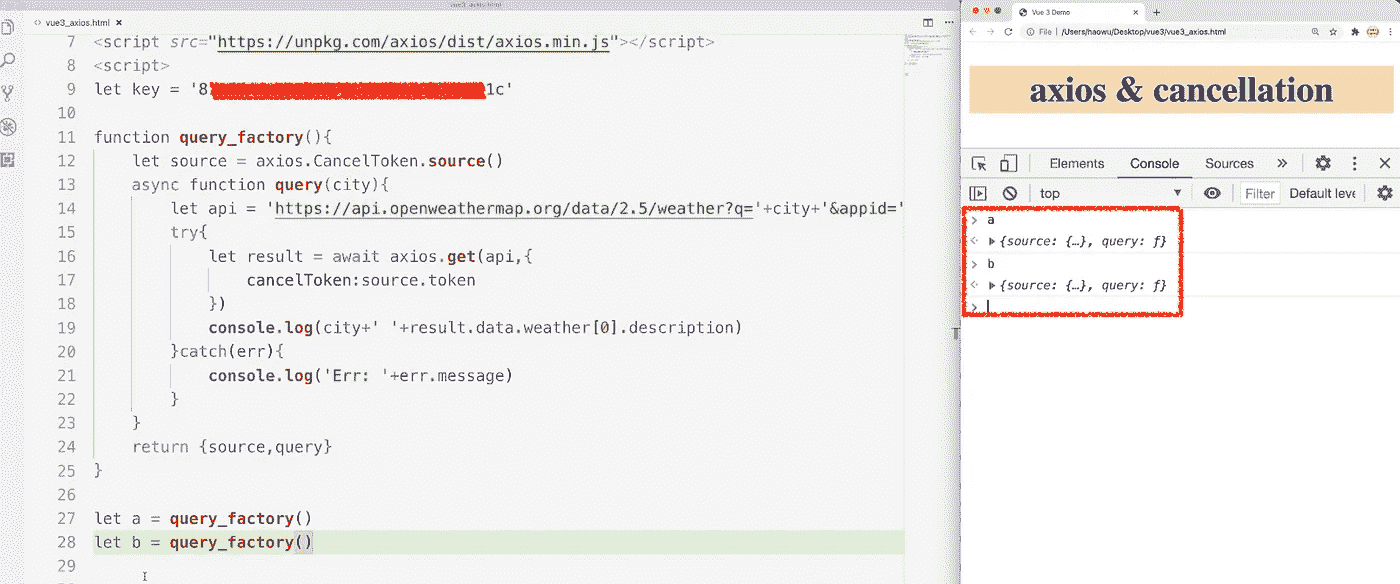 vue3_axios.html
7 <script src="https://unpkg.com/axios/dist/axios.min.js"></script>
8 <script>
9 let key = '8 1c'
10
11 function query_factory(){
12 let source = axios.CancelToken.source()
13 async function query(city){
14 let api = 'https://api.openweathermap.org/data/2.5/weather?q='+city+'&appid='
15 try{
16 let result = await axios.get(api,{
17 cancelToken:source.token
18 })
19 console.log(city+' '+result.data.weather[0].description)
20 }catch(err){
21 console.log('Err: '+err.message)
22 }
23 }
24 return {source,query}
25 }
26
27 let a = query_factory()
28 let b = query_factory()
29
Vue 3 Demo
File | /Users/haowu/Desktop/vue3/vue3_axios.html
axios & cancellation
Elements Console Sources »
top Filter Default leve
> a
{source: {…}, query: ƒ}
> b
{source: {…}, query: ƒ}
>